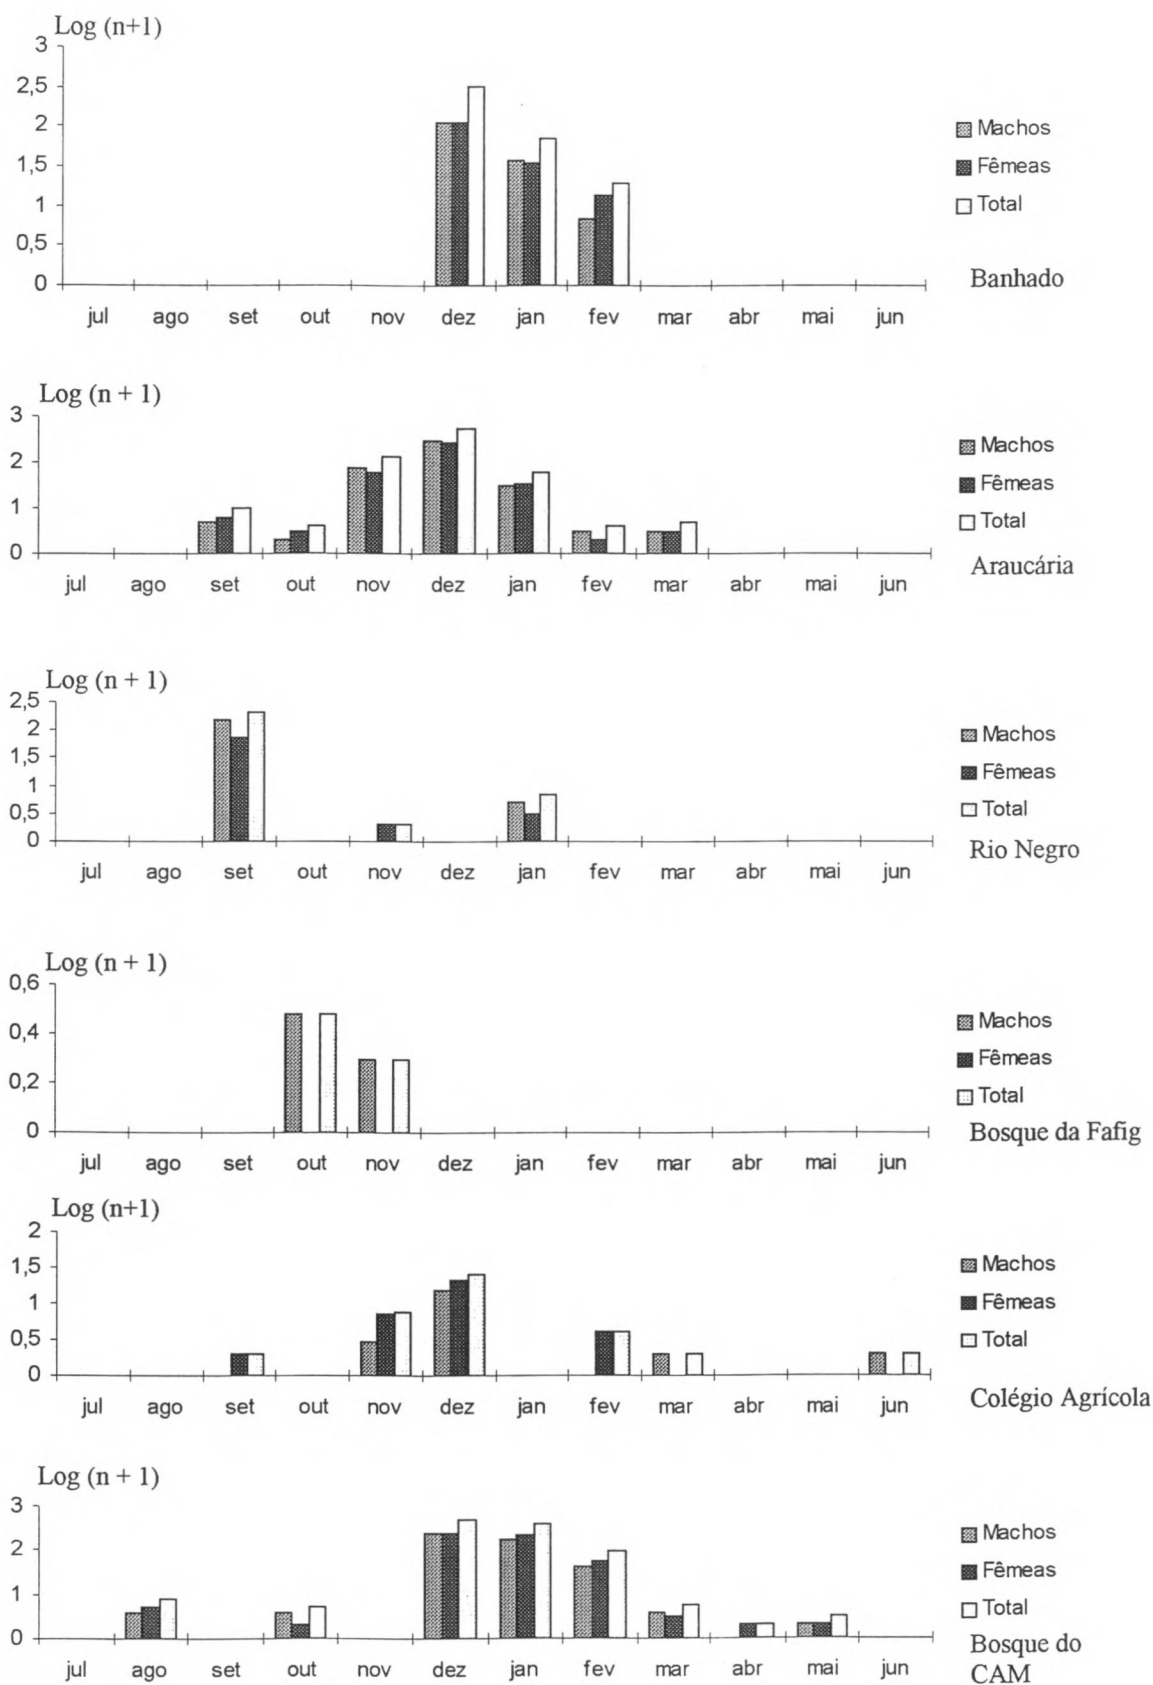 Log (n+1)
3
2,5
2
1,5
1
0,5
0
jul ago set out nov dez jan fev mar abr mai jun
Machos
Fêmeas
Total
Banhado
Log (n + 1)
3
2
1
0
jul ago set out nov dez jan fev mar abr mai jun
Machos
Fêmeas
Total
Araucária
Log (n + 1)
2,5
2
1,5
1
0,5
0
jul ago set out nov dez jan fev mar abr mai jun
Machos
Fêmeas
Total
Rio Negro
Log (n + 1)
0,6
0,4
0,2
0
jul ago set out nov dez jan fev mar abr mai jun
Machos
Fêmeas
Total
Bosque da Fafig
Log (n+1)
2
1,5
1
0,5
0
jul ago set out nov dez jan fev mar abr mai jun
Machos
Fêmeas
Total
Colégio Agrícola
Log (n + 1)
3
2
1
0
jul ago set out nov dez jan fev mar abr mai jun
Machos
Fêmeas
Total
Bosque do
CAM